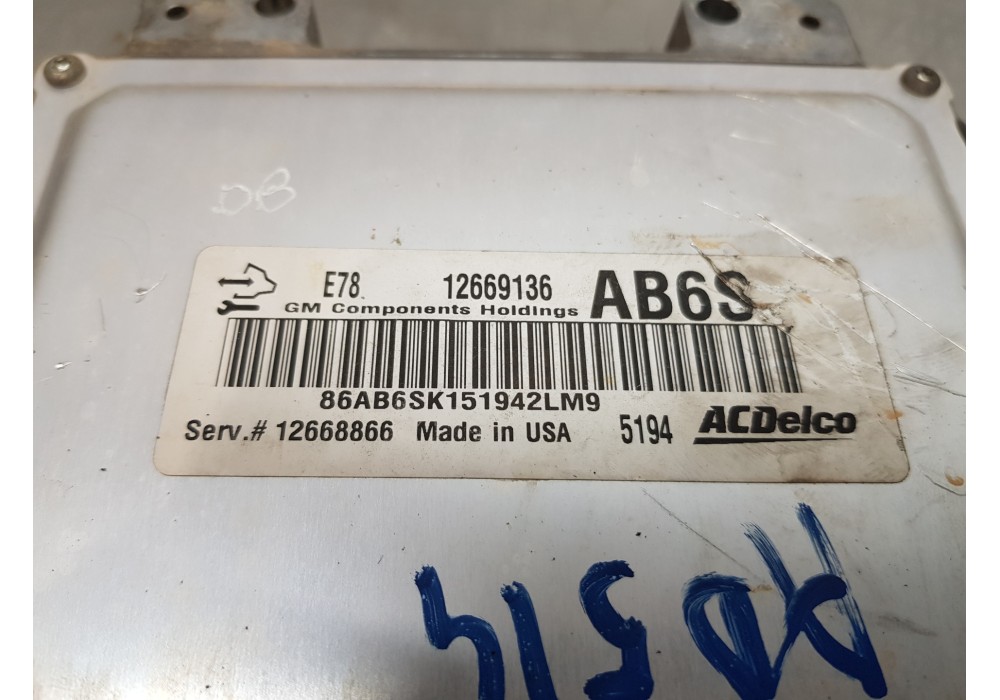 DB
E78 12669136 AB6S
GM Components Holdings
86AB6SK151942LM9
Serv.# 12668866 Made in USA 5194 ACDelco